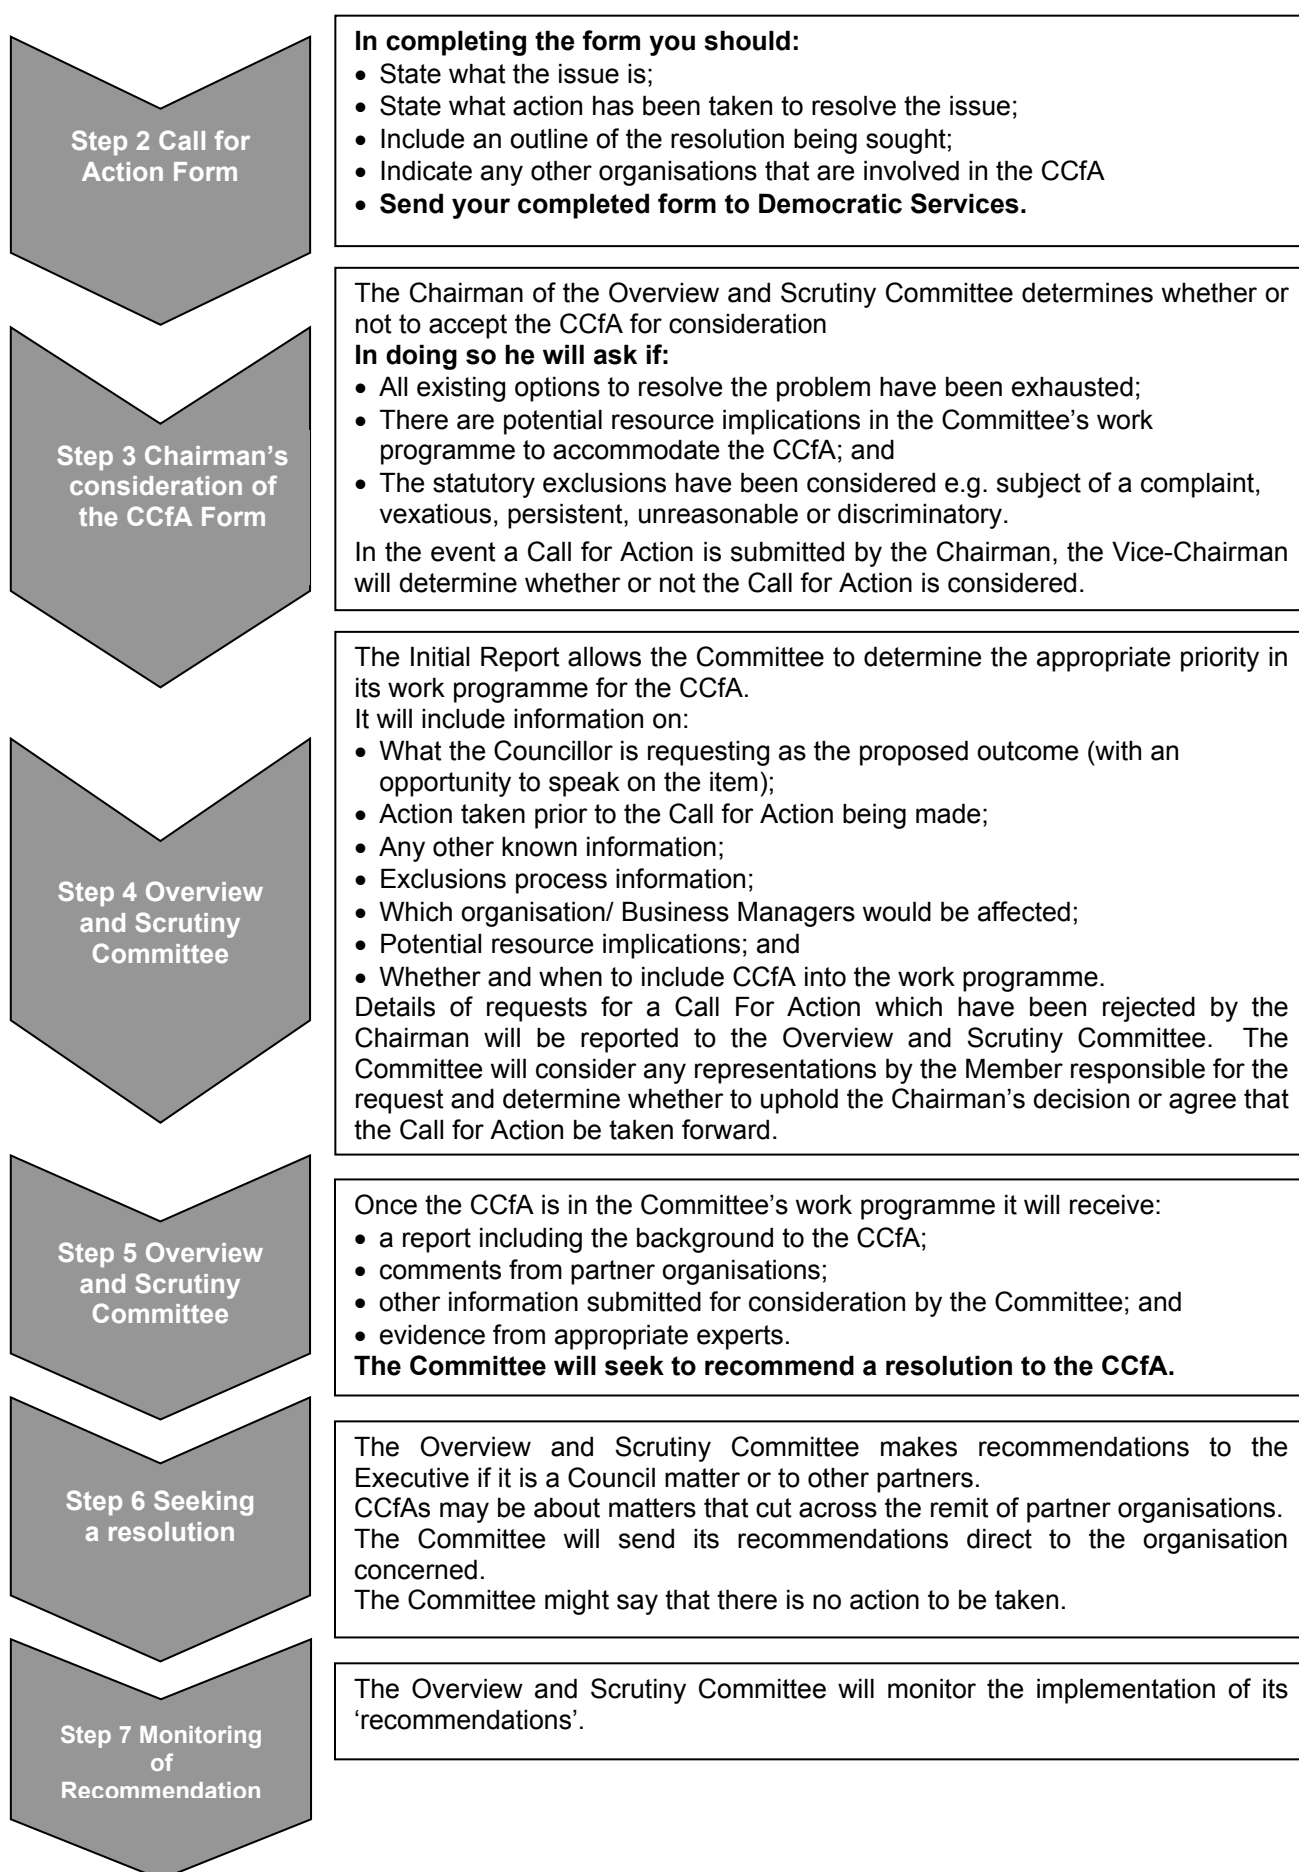 Step 2 Call for
Action Form
In completing the form you should:
• State what the issue is;
• State what action has been taken to resolve the issue;
• Include an outline of the resolution being sought;
• Indicate any other organisations that are involved in the CCfA
• Send your completed form to Democratic Services.
Step 3 Chairman's
consideration of
the CCfA Form
The Chairman of the Overview and Scrutiny Committee determines whether or
not to accept the CCfA for consideration
In doing so he will ask if:
• All existing options to resolve the problem have been exhausted;
• There are potential resource implications in the Committee's work
programme to accommodate the CCfA; and
• The statutory exclusions have been considered e.g. subject of a complaint,
vexatious, persistent, unreasonable or discriminatory.
In the event a Call for Action is submitted by the Chairman, the Vice-Chairman
will determine whether or not the Call for Action is considered.
Step 4 Overview
and Scrutiny
Committee
The Initial Report allows the Committee to determine the appropriate priority in
its work programme for the CCfA.
It will include information on:
• What the Councillor is requesting as the proposed outcome (with an
opportunity to speak on the item);
• Action taken prior to the Call for Action being made;
• Any other known information;
• Exclusions process information;
• Which organisation/ Business Managers would be affected;
• Potential resource implications; and
• Whether and when to include CCfA into the work programme.
Details of requests for a Call For Action which have been rejected by the
Chairman will be reported to the Overview and Scrutiny Committee. The
Committee will consider any representations by the Member responsible for the
request and determine whether to uphold the Chairman's decision or agree that
the Call for Action be taken forward.
Step 5 Overview
and Scrutiny
Committee
Once the CCfA is in the Committee's work programme it will receive:
• a report including the background to the CCfA;
• comments from partner organisations;
• other information submitted for consideration by the Committee; and
• evidence from appropriate experts.
The Committee will seek to recommend a resolution to the CCfA.
Step 6 Seeking
a resolution
The Overview and Scrutiny Committee makes recommendations to the
Executive if it is a Council matter or to other partners.
CCfAs may be about matters that cut across the remit of partner organisations.
The Committee will send its recommendations direct to the organisation
concerned.
The Committee might say that there is no action to be taken.
Step 7 Monitoring
of
Recommendation
The Overview and Scrutiny Committee will monitor the implementation of its
'recommendations'.